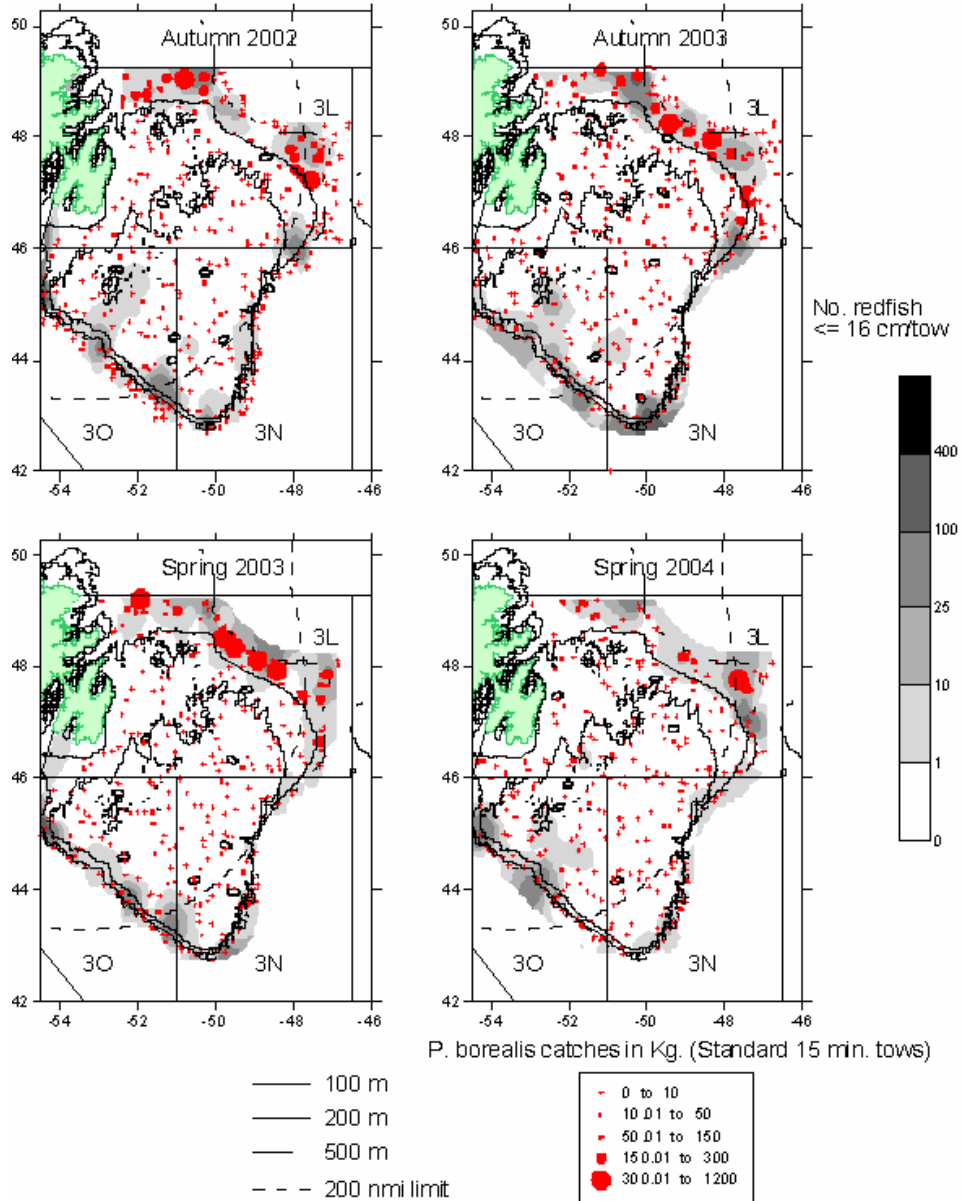 Autumn 2002
Autumn 2003
50
48
46
44
42
3L
3O
3N
-54
-52
-50
-48
-46
50
48
46
44
42
3L
3O
3N
-54
-52
-50
-48
-46
No. redfish
<= 16 cm/tow
400
100
25
10
1
0
Spring 2003
Spring 2004
50
48
46
44
42
3L
3O
3N
-54
-52
-50
-48
-46
50
48
46
44
42
3L
3O
3N
-54
-52
-50
-48
-46
P. borealis catches in Kg. (Standard 15 min. tows)
100 m
200 m
500 m
200 nmi limit
0 to 10
10.01 to 50
50.01 to 150
150.01 to 300
300.01 to 1200